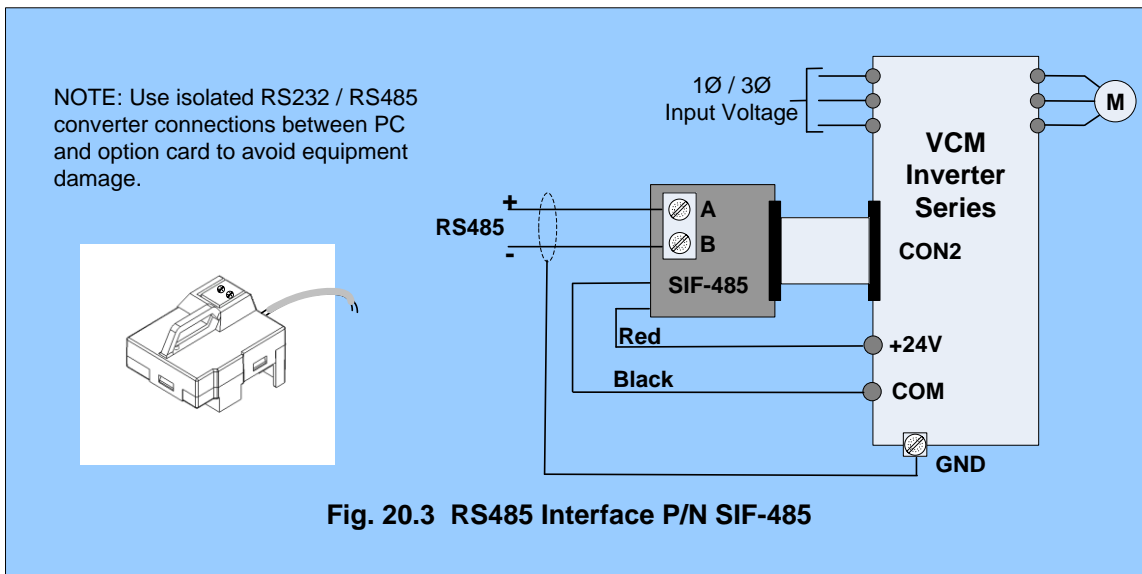 NOTE: Use isolated RS232 / RS485
converter connections between PC
and option card to avoid equipment
damage.
1Ø / 3Ø
Input Voltage
M
VCM
Inverter
Series
+
RS485
-
A
B
SIF-485
CON2
Red
+24V
Black
COM
GND
Fig. 20.3 RS485 Interface P/N SIF-485